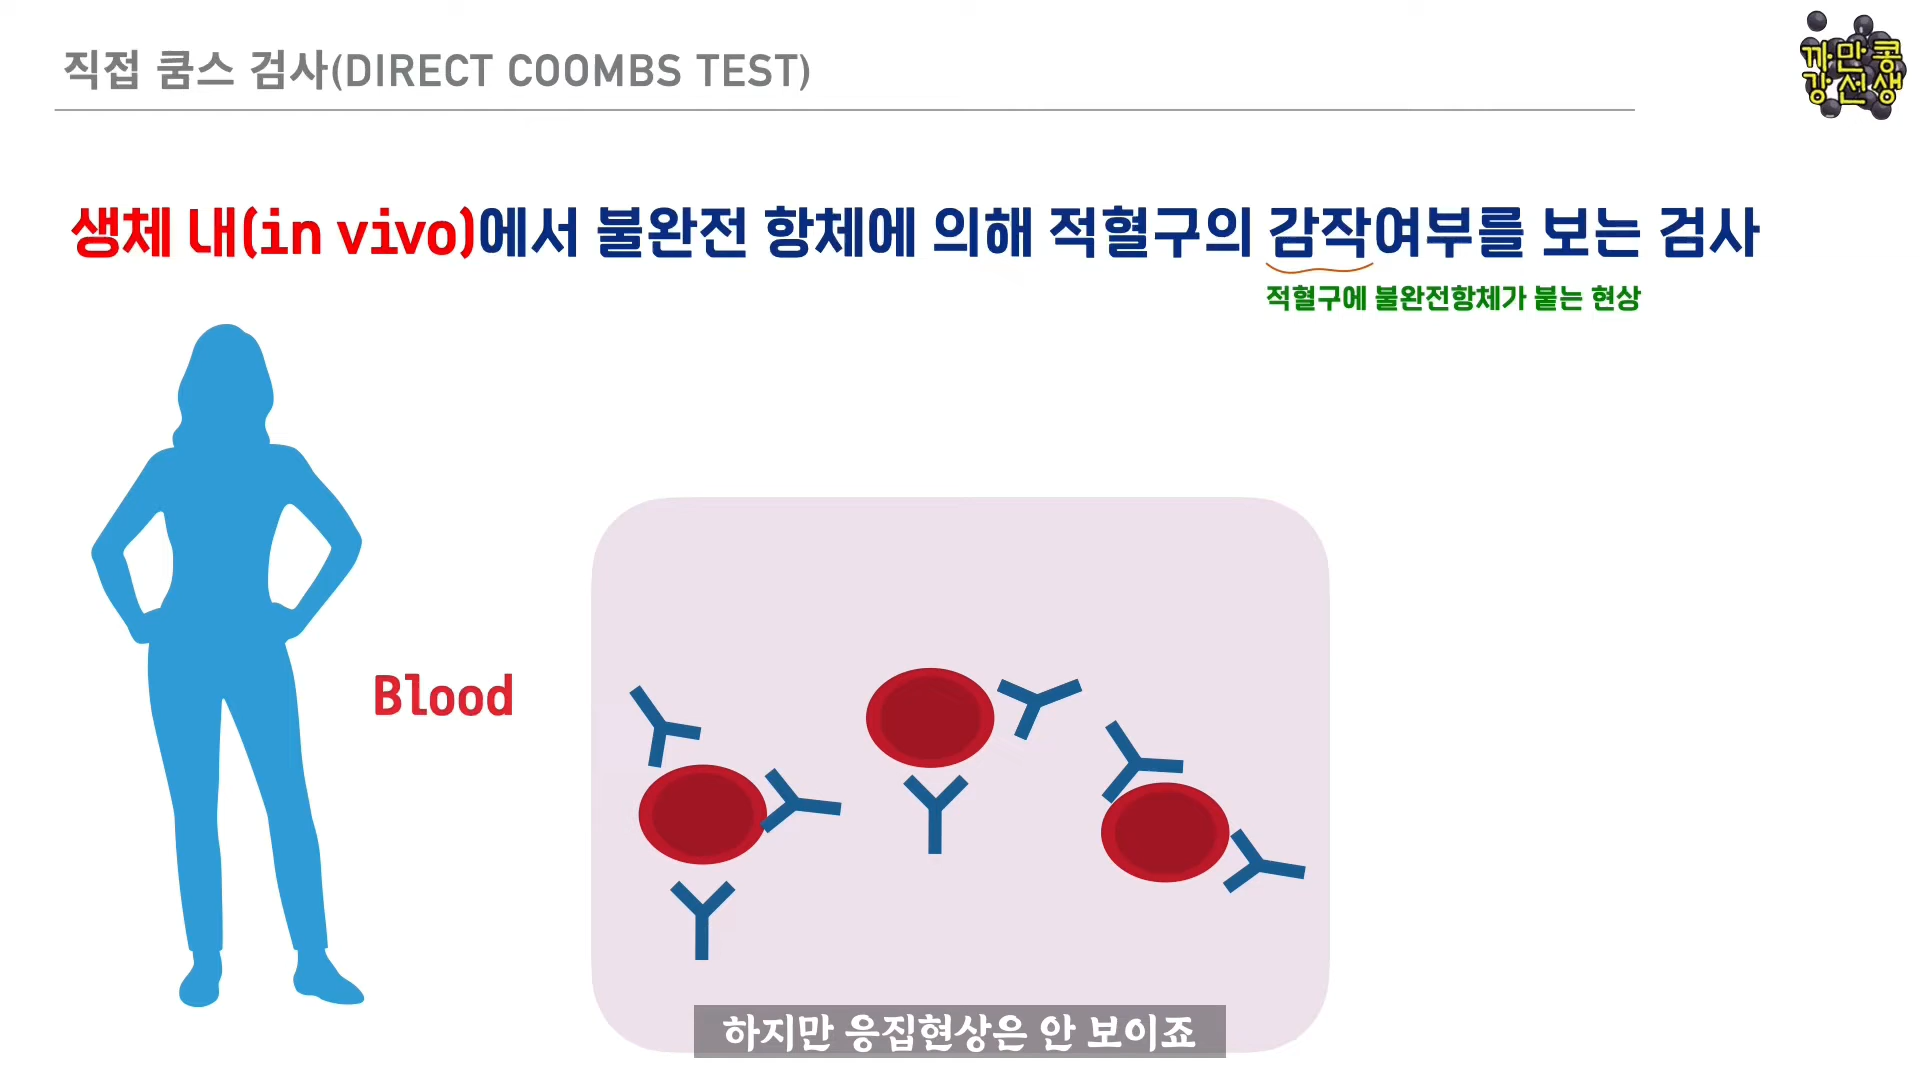 직접 쿰스 검사(DIRECT COOMBS TEST)
까만콩
강선생
생체 내(in vivo)에서 불완전 항체에 의해 적혈구의 감작여부를 보는 검사
적혈구에 불완전항체가 붙는 현상
Blood
하지만 응집현상은 안 보이죠